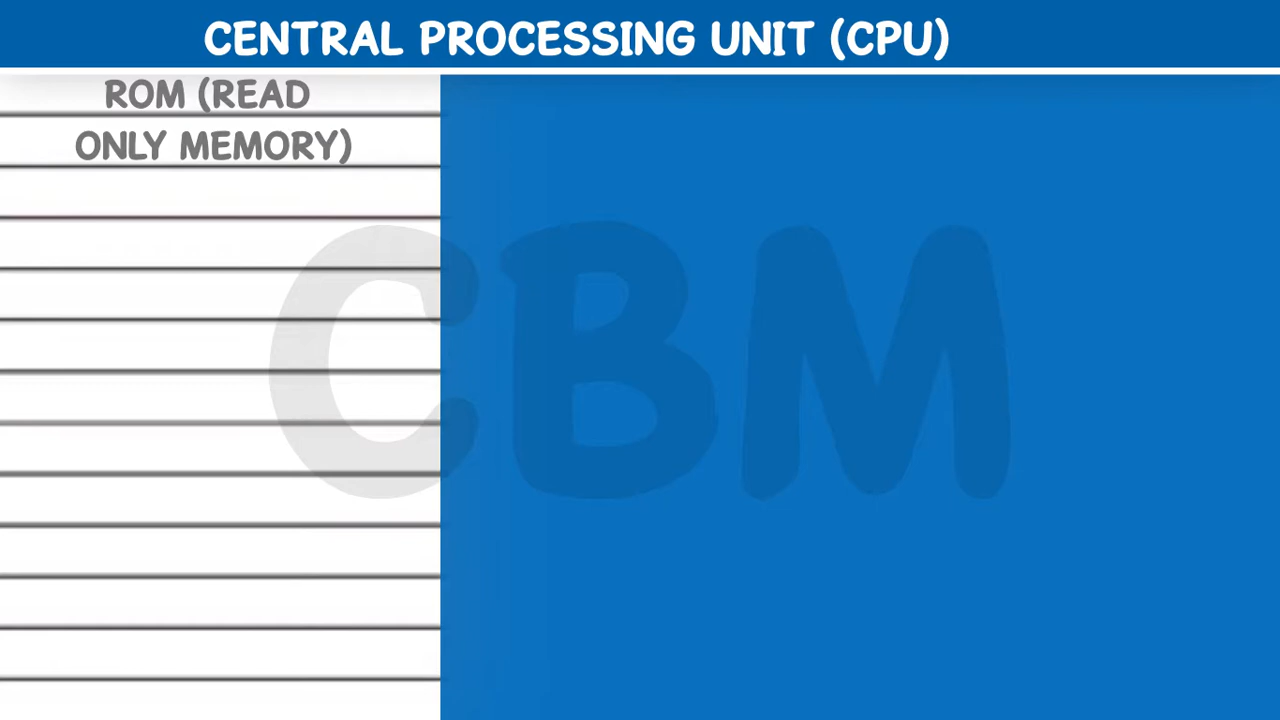 CENTRAL PROCESSING UNIT (CPU)
ROM (READ
ONLY MEMORY)
CBM